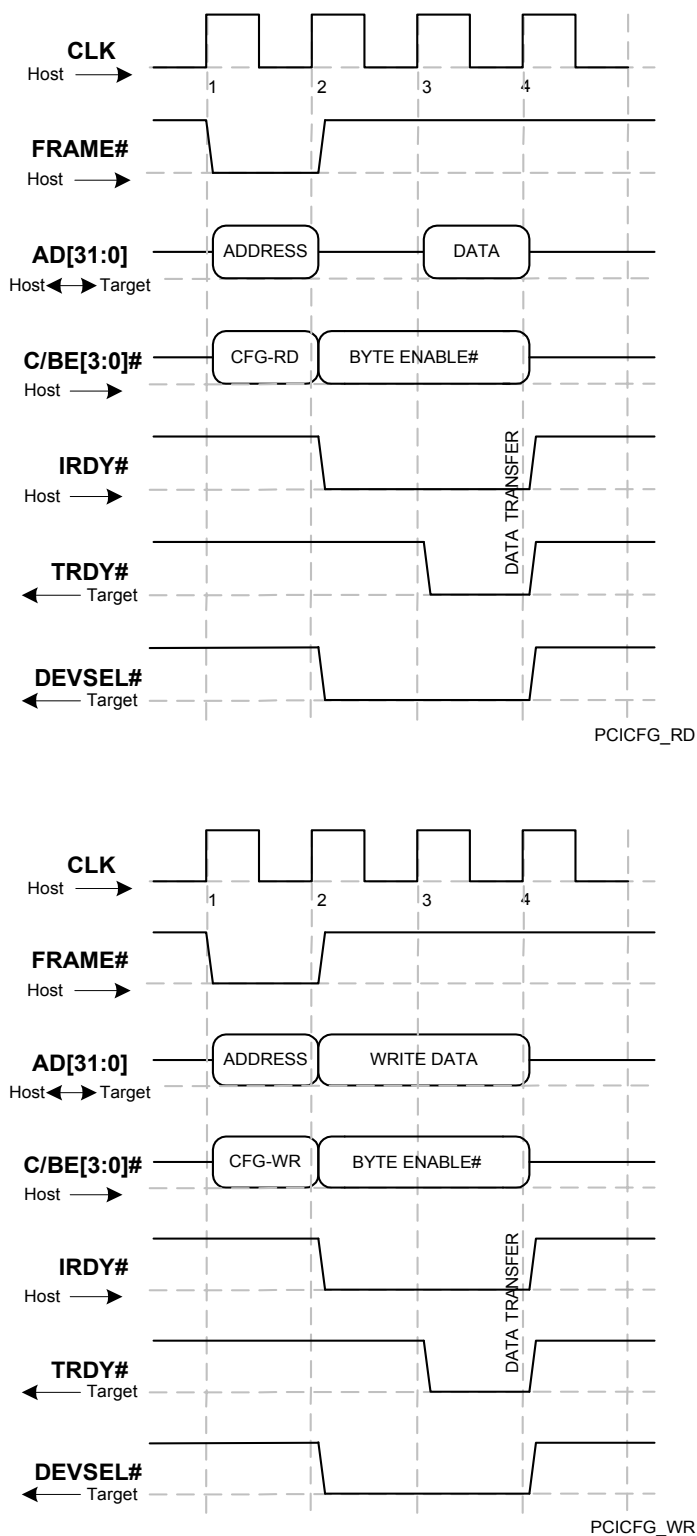 CLK
Host
1 2 3 4
FRAME#
Host
AD[31:0]
ADDRESS DATA
Host Target
C/BE[3:0]#
CFG-RD BYTE ENABLE#
Host
IRDY#
Host
DATA TRANSFER
TRDY#
Target
DEVSEL#
Target
PCICFG_RD
CLK
Host
1 2 3 4
FRAME#
Host
AD[31:0]
ADDRESS WRITE DATA
Host Target
C/BE[3:0]#
CFG-WR BYTE ENABLE#
Host
IRDY#
Host
DATA TRANSFER
TRDY#
Target
DEVSEL#
Target
PCICFG_WR